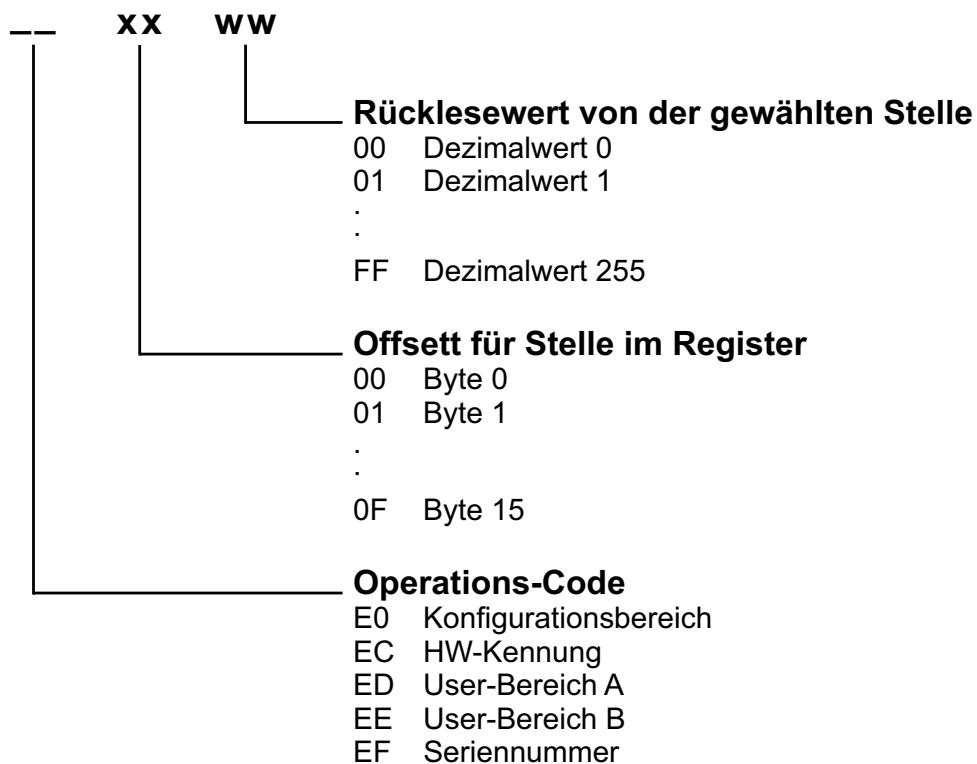 __ xx ww
Rücklesewert von der gewählten Stelle
00 Dezimalwert 0
01 Dezimalwert 1
.
.
FF Dezimalwert 255
Offsett für Stelle im Register
00 Byte 0
01 Byte 1
.
.
0F Byte 15
Operations-Code
E0 Konfigurationsbereich
EC HW-Kennung
ED User-Bereich A
EE User-Bereich B
EF Seriennummer